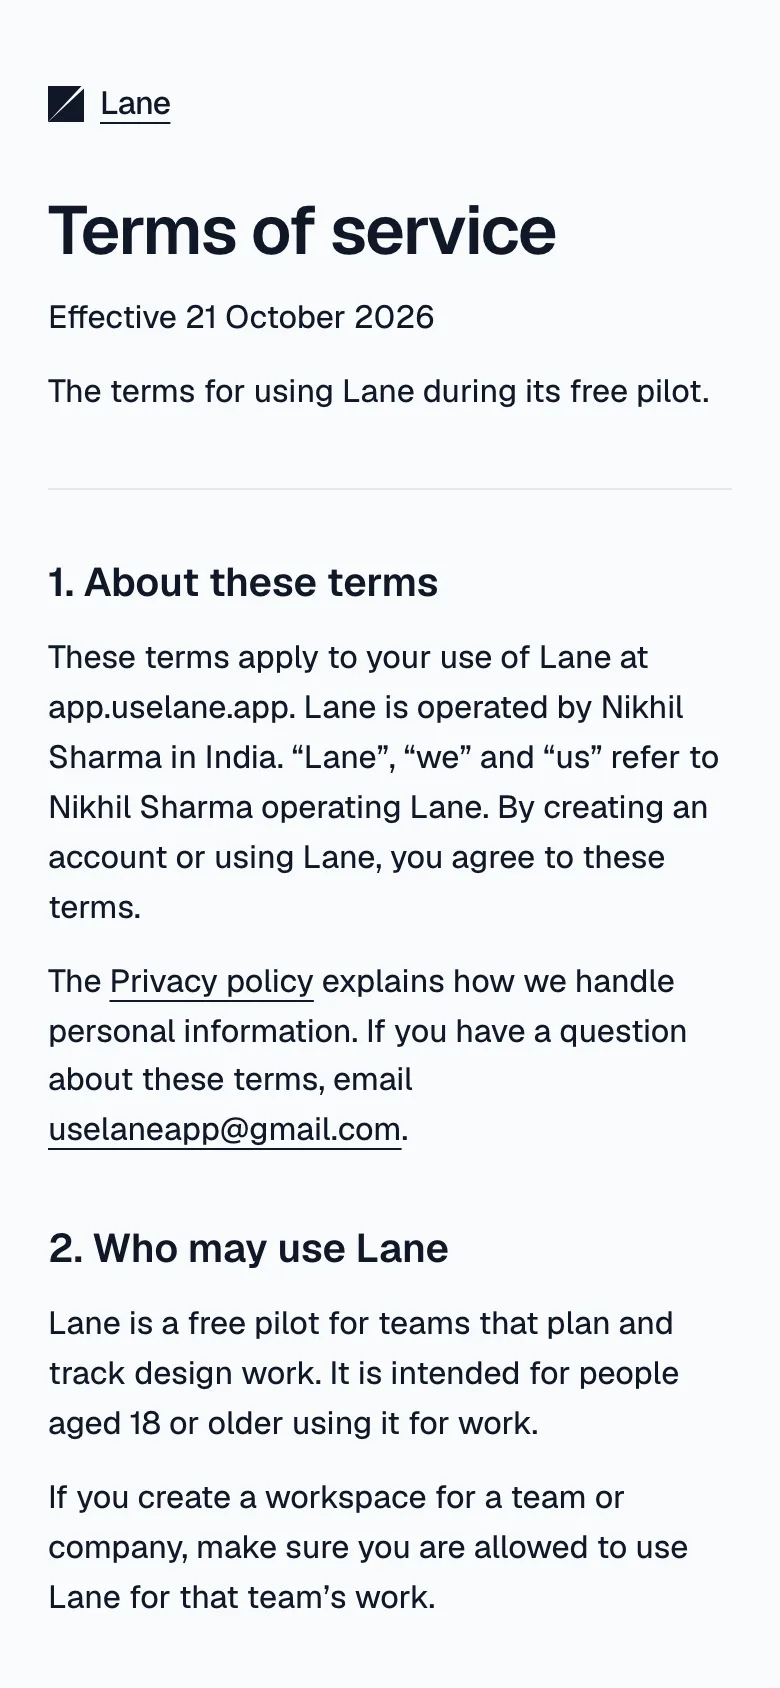 Lane
Terms of service
Effective 21 October 2026
The terms for using Lane during its free pilot.
1. About these terms
These terms apply to your use of Lane at
app.uselane.app. Lane is operated by Nikhil
Sharma in India. “Lane”, “we” and “us” refer to
Nikhil Sharma operating Lane. By creating an
account or using Lane, you agree to these
terms.
The Privacy policy explains how we handle
personal information. If you have a question
about these terms, email
uselaneapp@gmail.com.
2. Who may use Lane
Lane is a free pilot for teams that plan and
track design work. It is intended for people
aged 18 or older using it for work.
If you create a workspace for a team or
company, make sure you are allowed to use
Lane for that team’s work.